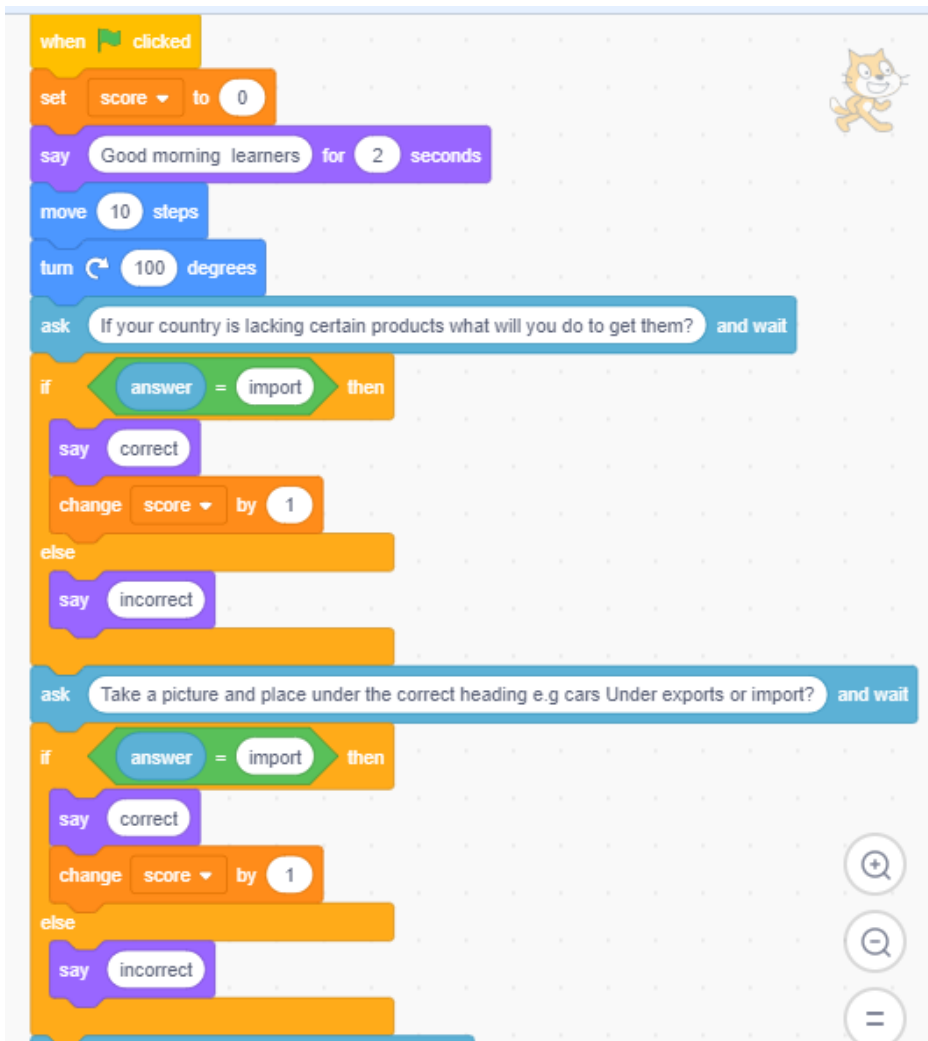 when clicked
set score to 0
say Good morning learners for 2 seconds
move 10 steps
turn 100 degrees
ask If your country is lacking certain products what will you do to get them? and wait
if answer = import then
say correct
change score by 1
else
say incorrect
ask Take a picture and place under the correct heading e.g cars Under exports or import? and wait
if answer = import then
say correct
change score by 1
else
say incorrect